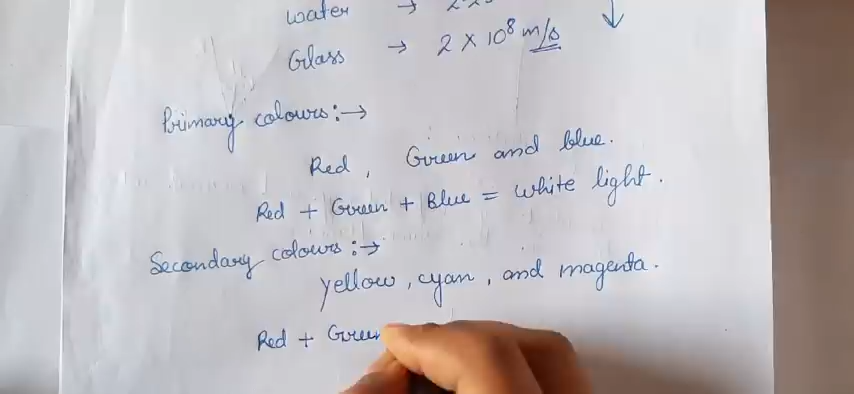 water →
Glass → 2 × 10⁸ m/s
Primary colours :→
Red, Green and blue.
Red + Green + Blue = white light.
Secondary colours :→
yellow, cyan, and magenta.
Red + Green